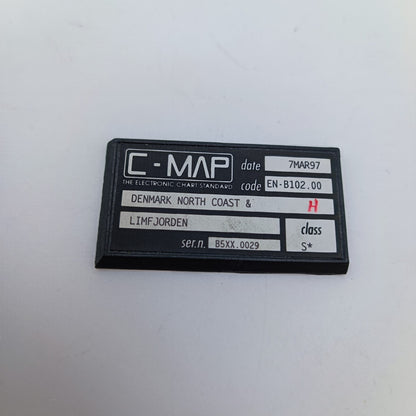 C-MAP
THE ELECTRONIC CHART STANDARD
date 7MAR97
code EN-B102.00
DENMARK NORTH COAST & H
LIMFJORDEN
class
S*
ser.n. B5XX.0029